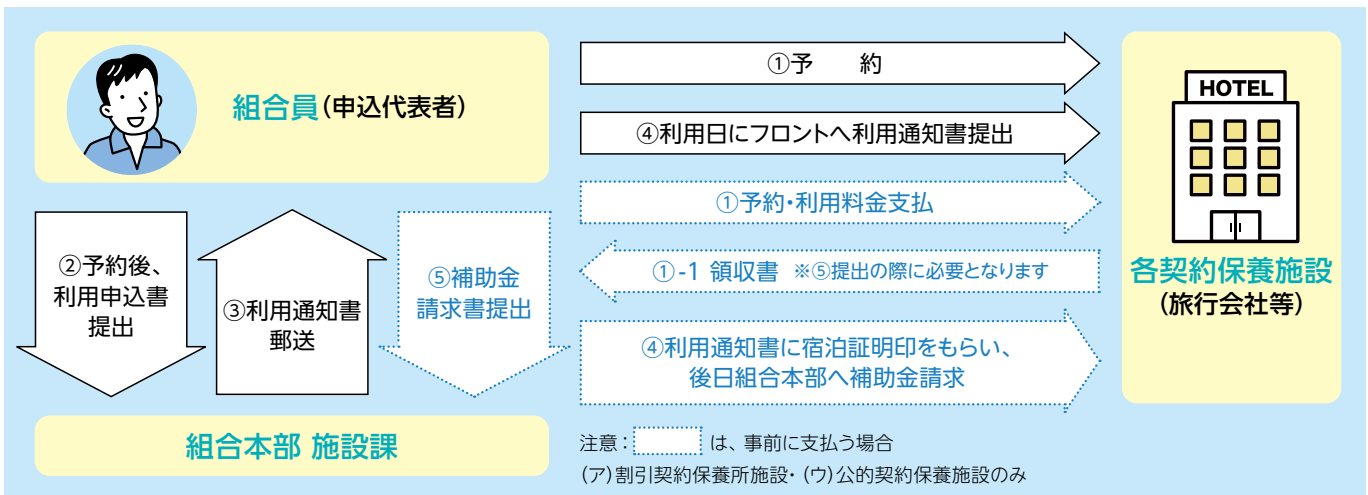 組合員(申込代表者)
①予　約
HOTEL
④利用日にフロントへ利用通知書提出
①予約・利用料金支払
①-1 領収書 ※⑤提出の際に必要となります
④利用通知書に宿泊証明印をもらい、
後日組合本部へ補助金請求
各契約保養施設
(旅行会社等)
②予約後、
利用申込書
提出
③利用通知書
郵送
⑤補助金
請求書提出
組合本部 施設課
注意： は、事前に支払う場合
(ア)割引契約保養所施設・(ウ)公的契約保養施設のみ